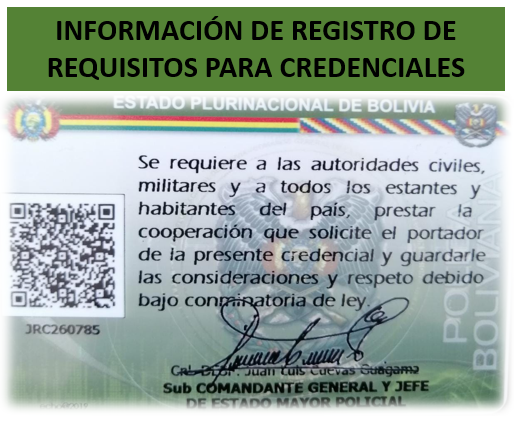 INFORMACIÓN DE REGISTRO DE
REQUISITOS PARA CREDENCIALES
ESTADO PLURINACIONAL DE BOLIVIA
Se requiere a las autoridades civiles,
militares y a todos los estantes y
habitantes del país, prestar la
cooperación que solicite el portador
de la presente credencial y guardarle
las consideraciones y respeto debido
bajo conminatoria de ley.
JRC260785
Juan Luis Cuevas Guagama
Sub COMANDANTE GENERAL Y JEFE
DE ESTADO MAYOR POLICIAL
BOLIVIANA